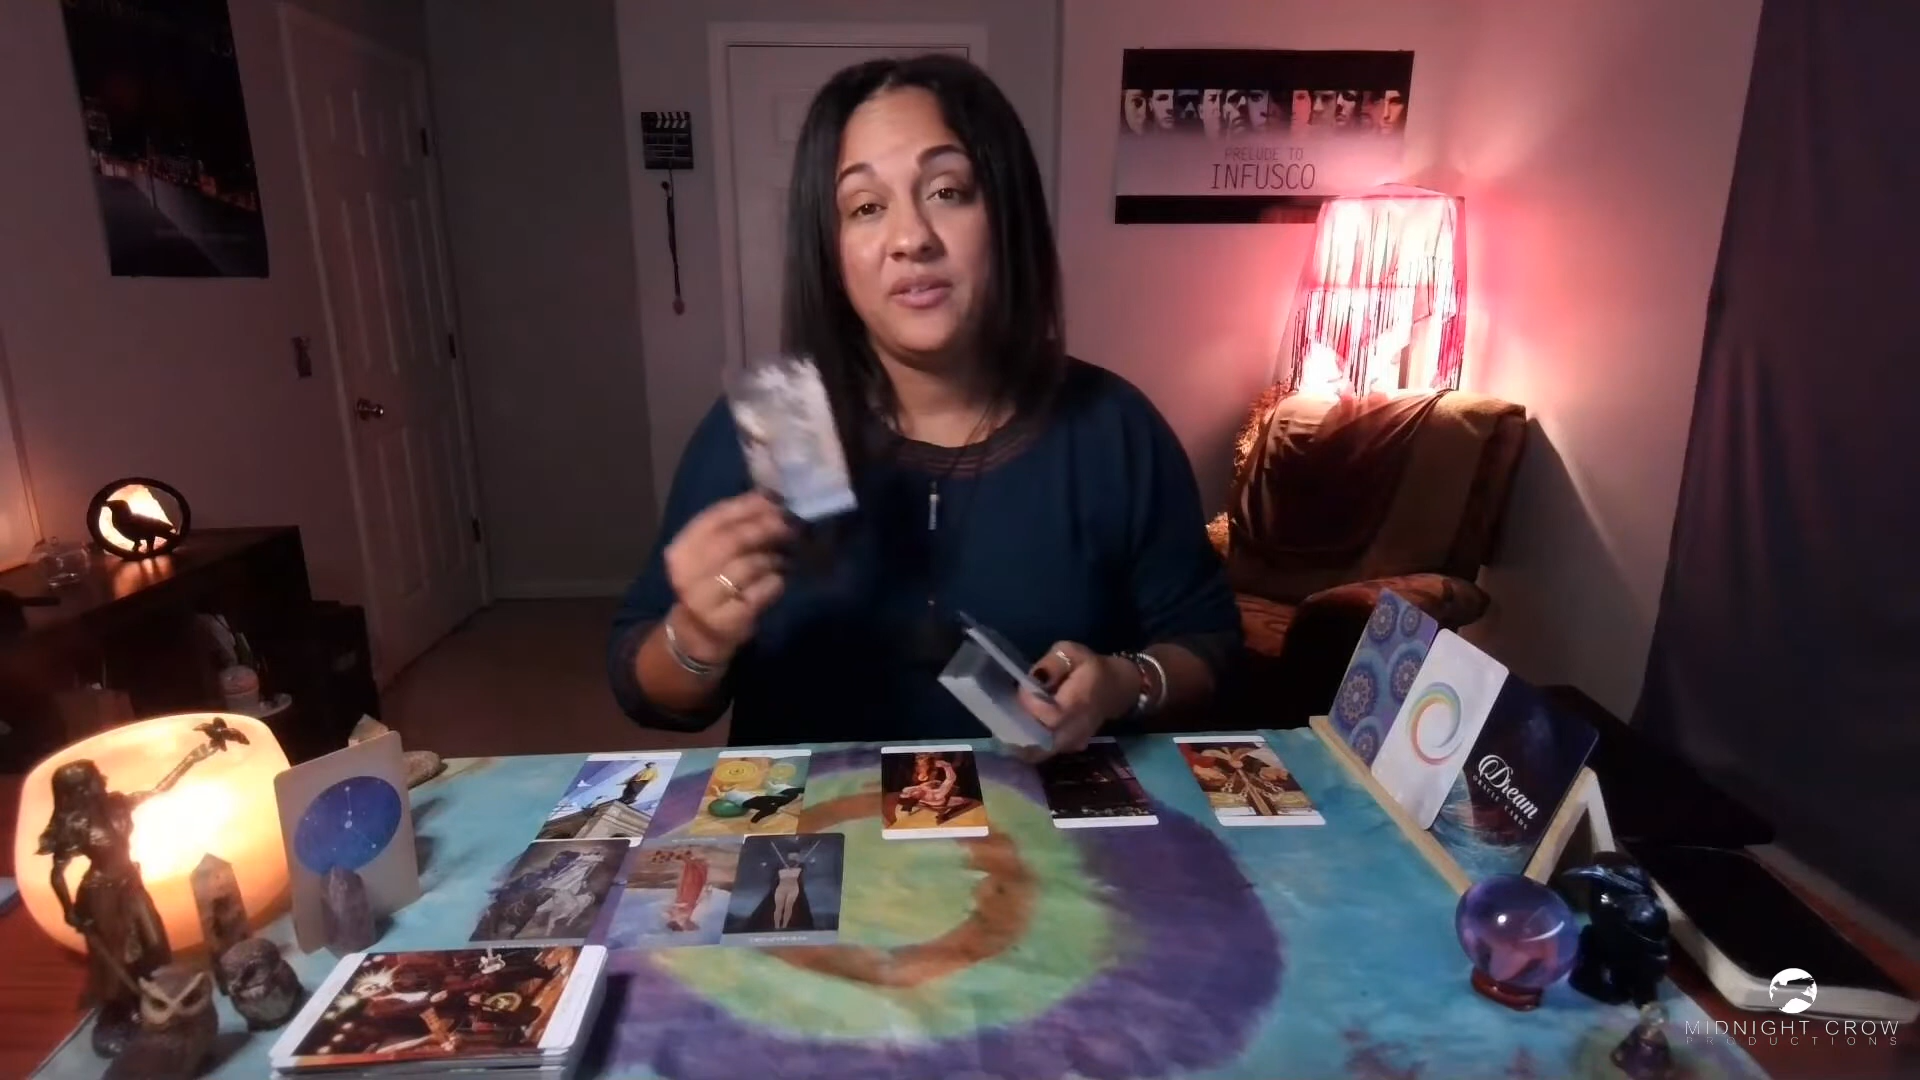 PRELUDE TO
INFUSCO
Dream
ORACLE CARDS
MIDNIGHT CROW
PRODUCTIONS